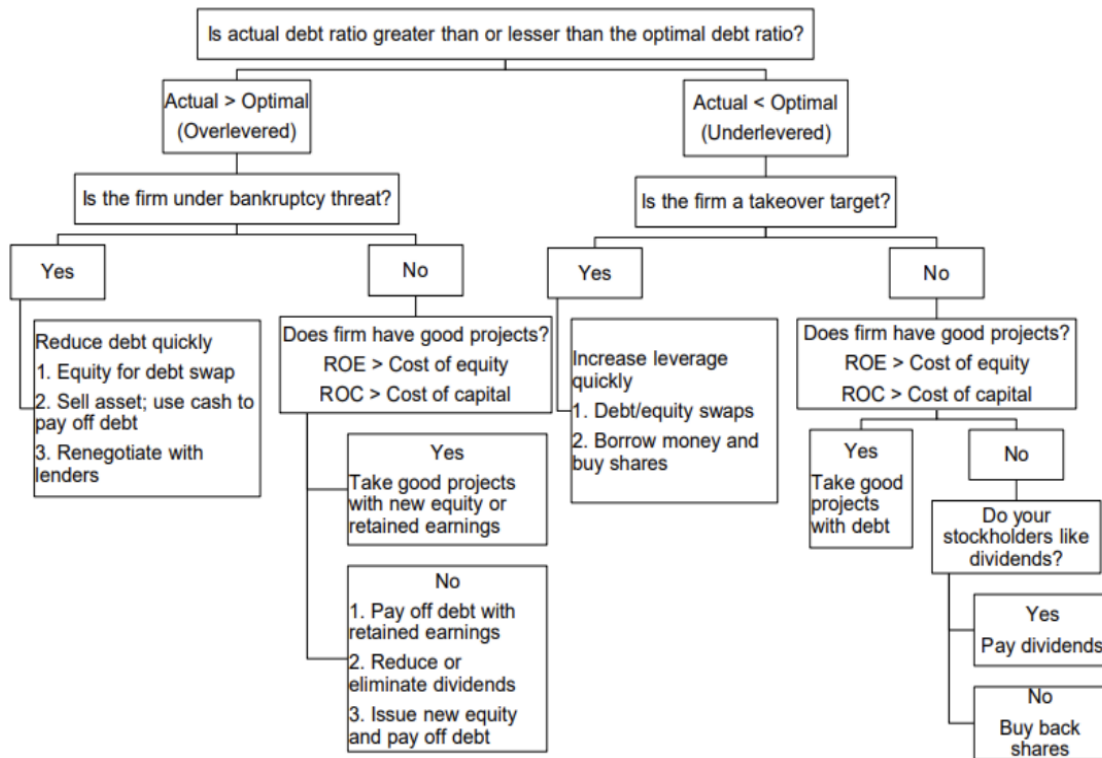 Is actual debt ratio greater than or lesser than the optimal debt ratio?
Actual > Optimal
(Overlevered)
Actual < Optimal
(Underlevered)
Is the firm under bankruptcy threat?
Is the firm a takeover target?
Yes
No
Yes
No
Reduce debt quickly
1. Equity for debt swap
2. Sell asset; use cash to
pay off debt
3. Renegotiate with
lenders
Does firm have good projects?
ROE > Cost of equity
ROC > Cost of capital
Yes
Take good projects
with new equity or
retained earnings
No
1. Pay off debt with
retained earnings
2. Reduce or
eliminate dividends
3. Issue new equity
and pay off debt
Increase leverage
quickly
1. Debt/equity swaps
2. Borrow money and
buy shares
Does firm have good projects?
ROE > Cost of equity
ROC > Cost of capital
Yes
Take good
projects
with debt
No
Do your
stockholders like
dividends?
Yes
Pay dividends
No
Buy back
shares